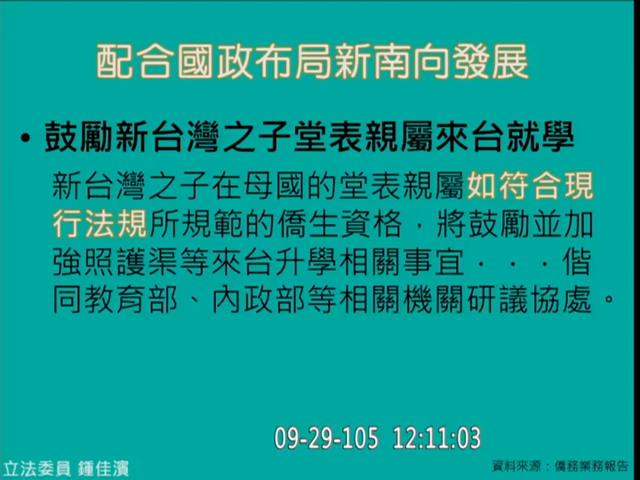 配合國政布局新南向發展
• 鼓勵新台灣之子堂表親屬來台就學
新台灣之子在母國的堂表親屬如符合現
行法規所規範的僑生資格，將鼓勵並加
強照護渠等來台升學相關事宜．．．偕
同教育部、內政部等相關機關研議協處。
09-29-105 12:11:03
立法委員 鍾佳濱
資料來源：僑務業務報告